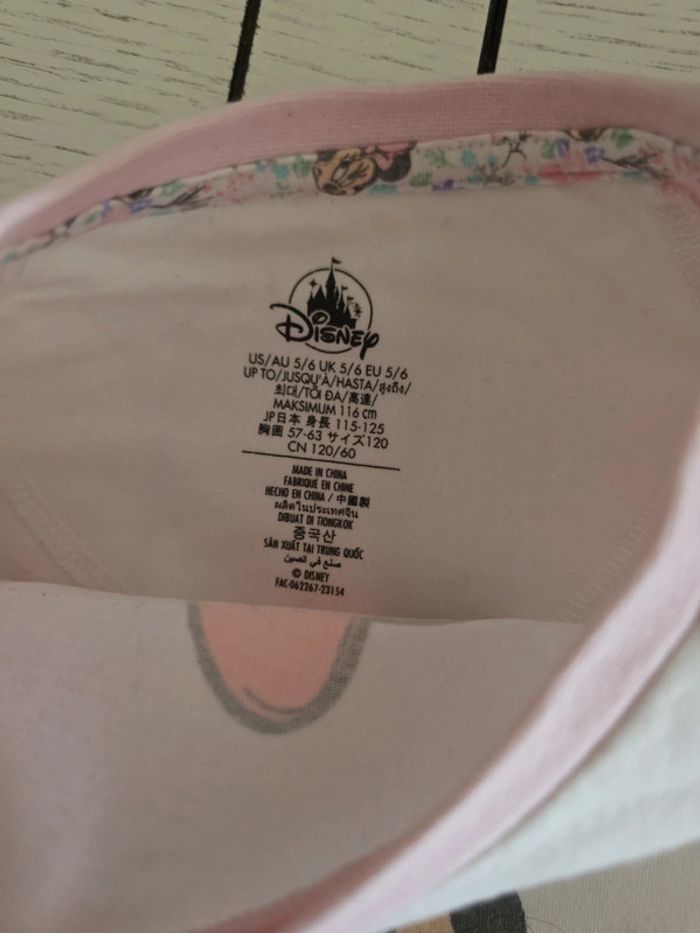 Disney
US/AU 5/6 UK 5/6 EU 5/6
UP TO/JUSQU'À/HASTA/สูงถึง/
최대/TỐI ĐA/高達/
MAKSIMUM 116 cm
JP日本 身長 115-125
胸囲 57-63 サイズ120
CN 120/60
MADE IN CHINA
FABRIQUÉ EN CHINE
HECHO EN CHINA / 中國製
ผลิตในประเทศจีน
DIBUAT DI TIONGKOK
중국산
SẢN XUẤT TẠI TRUNG QUỐC
صنع في الصين
© DISNEY
FAC-062267-23154